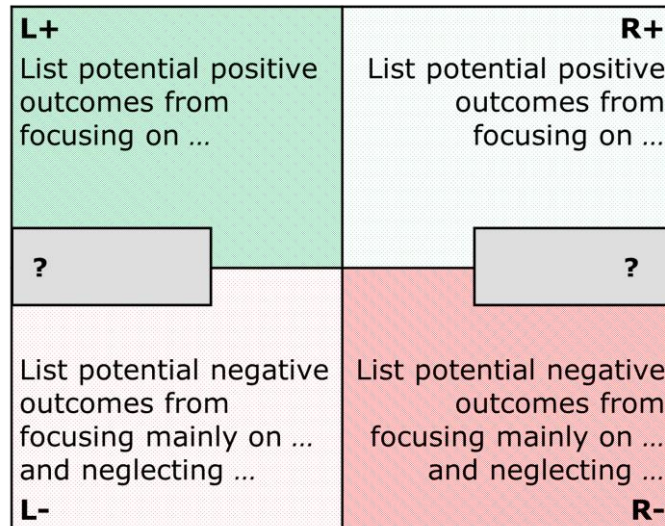 L+
List potential positive
outcomes from
focusing on ...
R+
List potential positive
outcomes from
focusing on ...
?
?
List potential negative
outcomes from
focusing mainly on ...
and neglecting ...
L-
List potential negative
outcomes from
focusing mainly on ...
and neglecting ...
R-